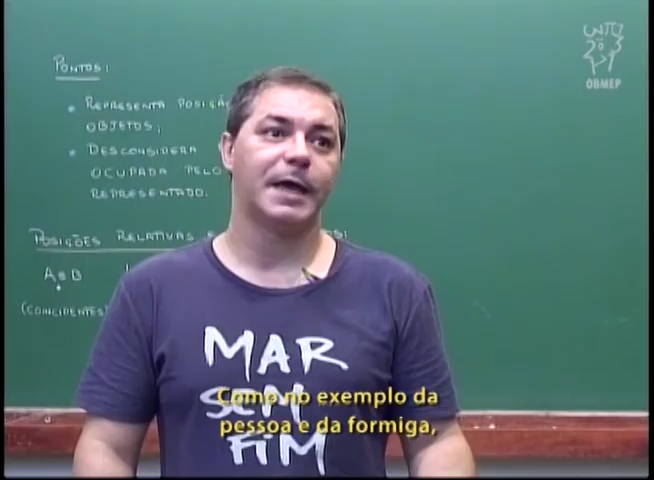 OBMEP
PONTOS:
REPRESENTA POSIÇÃO
OBJETOS;
DESCONSIDERA
OCUPADA PELO
REPRESENTADO.
POSIÇÕES RELATIVAS
A≡B
(COINCIDENTES
MAR
SEM
FIM
Como no exemplo da
pessoa e da formiga,